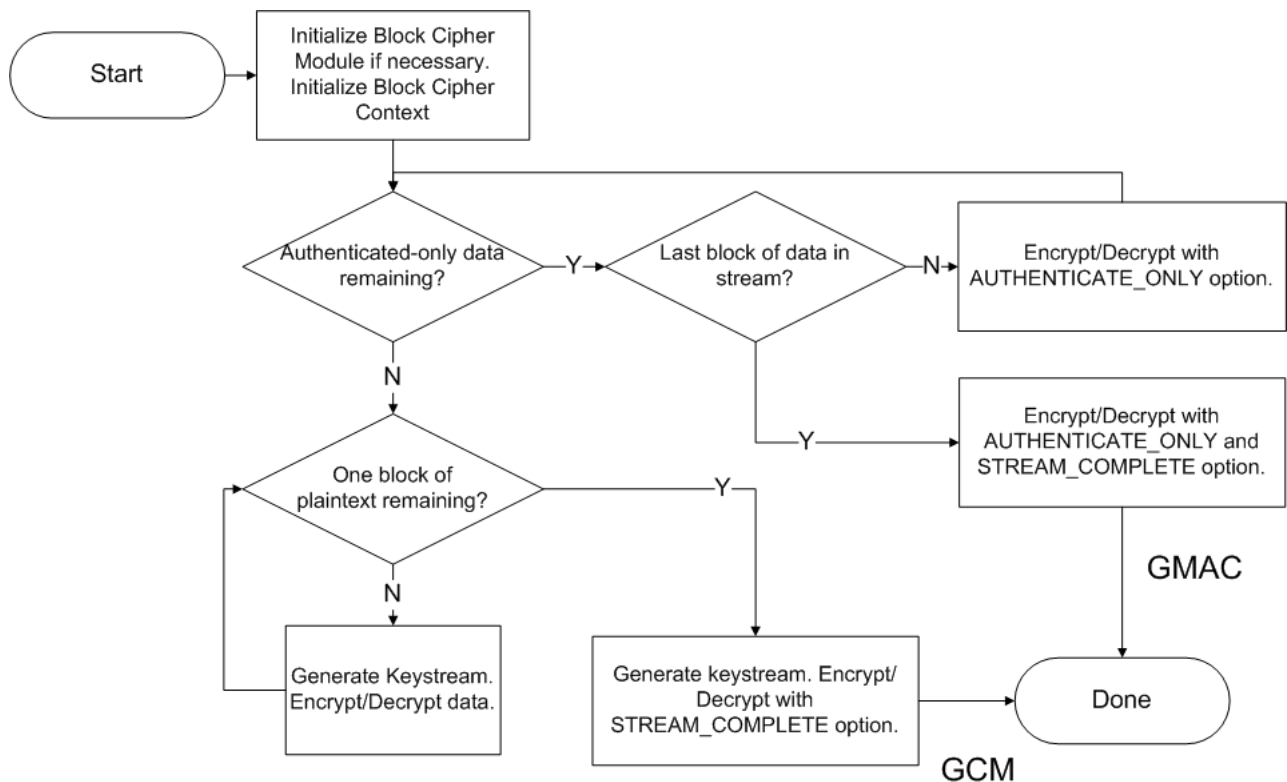 Start
Initialize Block Cipher
Module if necessary.
Initialize Block Cipher
Context
Authenticated-only data
remaining?
Y
Last block of data in
stream?
N
Encrypt/Decrypt with
AUTHENTICATE_ONLY option.
N
Y
Encrypt/Decrypt with
AUTHENTICATE_ONLY and
STREAM_COMPLETE option.
One block of
plaintext remaining?
Y
N
GMAC
Generate Keystream.
Encrypt/Decrypt data.
Generate keystream. Encrypt/
Decrypt with
STREAM_COMPLETE option.
Done
GCM